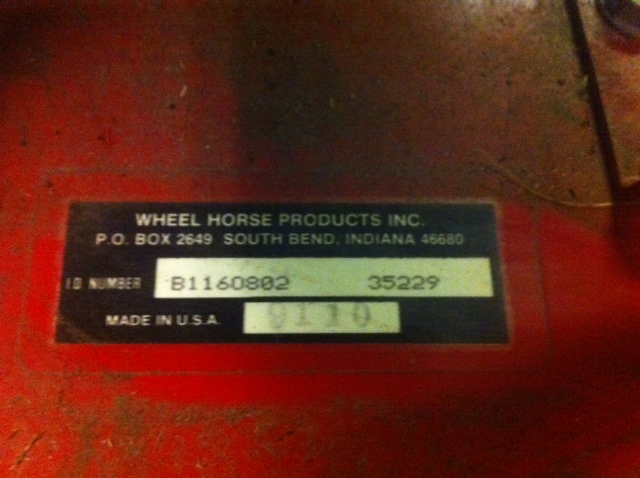 WHEEL HORSE PRODUCTS INC.
P.O. BOX 2649 SOUTH BEND, INDIANA 46680
I D NUMBER B1160802 35229
MADE IN U.S.A. 9110